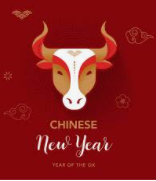 CHINESE
New Year
YEAR OF THE OX